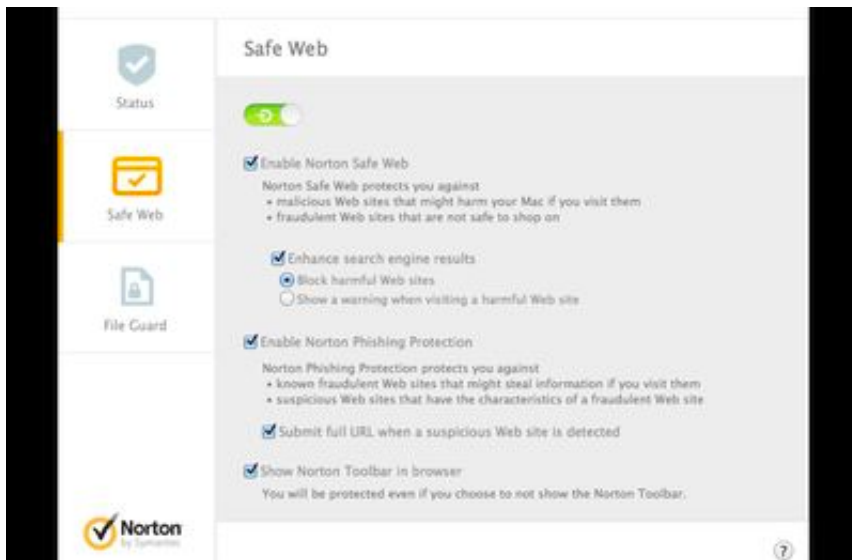 Safe Web
Status
Safe Web
File Guard
Enable Norton Safe Web
Norton Safe Web protects you against
• malicious Web sites that might harm your Mac if you visit them
• fraudulent Web sites that are not safe to shop on
Enhance search engine results
Block harmful Web sites
Show a warning when visiting a harmful Web site
Enable Norton Phishing Protection
Norton Phishing Protection protects you against
• known fraudulent Web sites that might steal information if you visit them
• suspicious Web sites that have the characteristics of a fraudulent Web site
Submit full URL when a suspicious Web site is detected
Show Norton Toolbar in browser
You will be protected even if you choose to not show the Norton Toolbar.
Norton
by Symantec
?